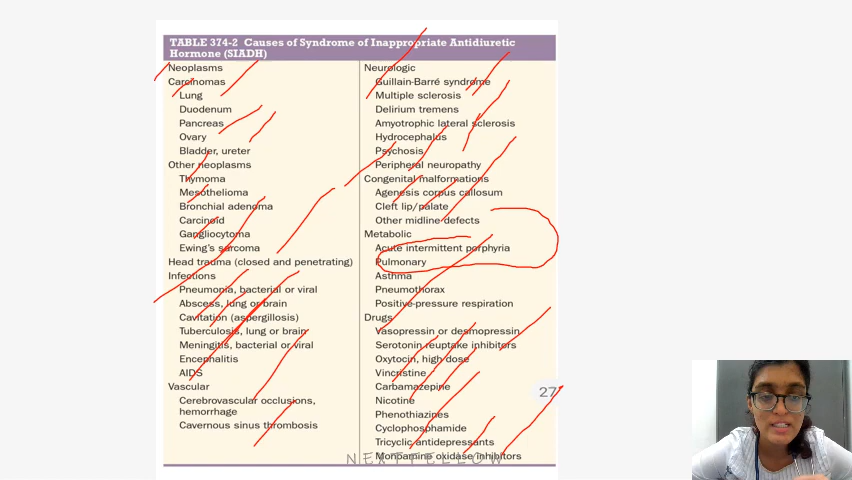 TABLE 374-2 Causes of Syndrome of Inappropriate Antidiuretic
Hormone (SIADH)
Neoplasms
Carcinomas
Lung
Duodenum
Pancreas
Ovary
Bladder, ureter
Other neoplasms
Thymoma
Mesothelioma
Bronchial adenoma
Carcinoid
Gangliocytoma
Ewing's sarcoma
Head trauma (closed and penetrating)
Infections
Pneumonia, bacterial or viral
Abscess, lung or brain
Cavitation (aspergillosis)
Tuberculosis, lung or brain
Meningitis, bacterial or viral
Encephalitis
AIDS
Vascular
Cerebrovascular occlusions,
hemorrhage
Cavernous sinus thrombosis
Neurologic
Guillain-Barré syndrome
Multiple sclerosis
Delirium tremens
Amyotrophic lateral sclerosis
Hydrocephalus
Psychosis
Peripheral neuropathy
Congenital malformations
Agenesis corpus callosum
Cleft lip/palate
Other midline defects
Metabolic
Acute intermittent porphyria
Pulmonary
Asthma
Pneumothorax
Positive-pressure respiration
Drugs
Vasopressin or desmopressin
Serotonin reuptake inhibitors
Oxytocin, high dose
Vincristine
Carbamazepine
Nicotine
Phenothiazines
Cyclophosphamide
Tricyclic antidepressants
Monoamine oxidase inhibitors
27
NEXTFELLOW